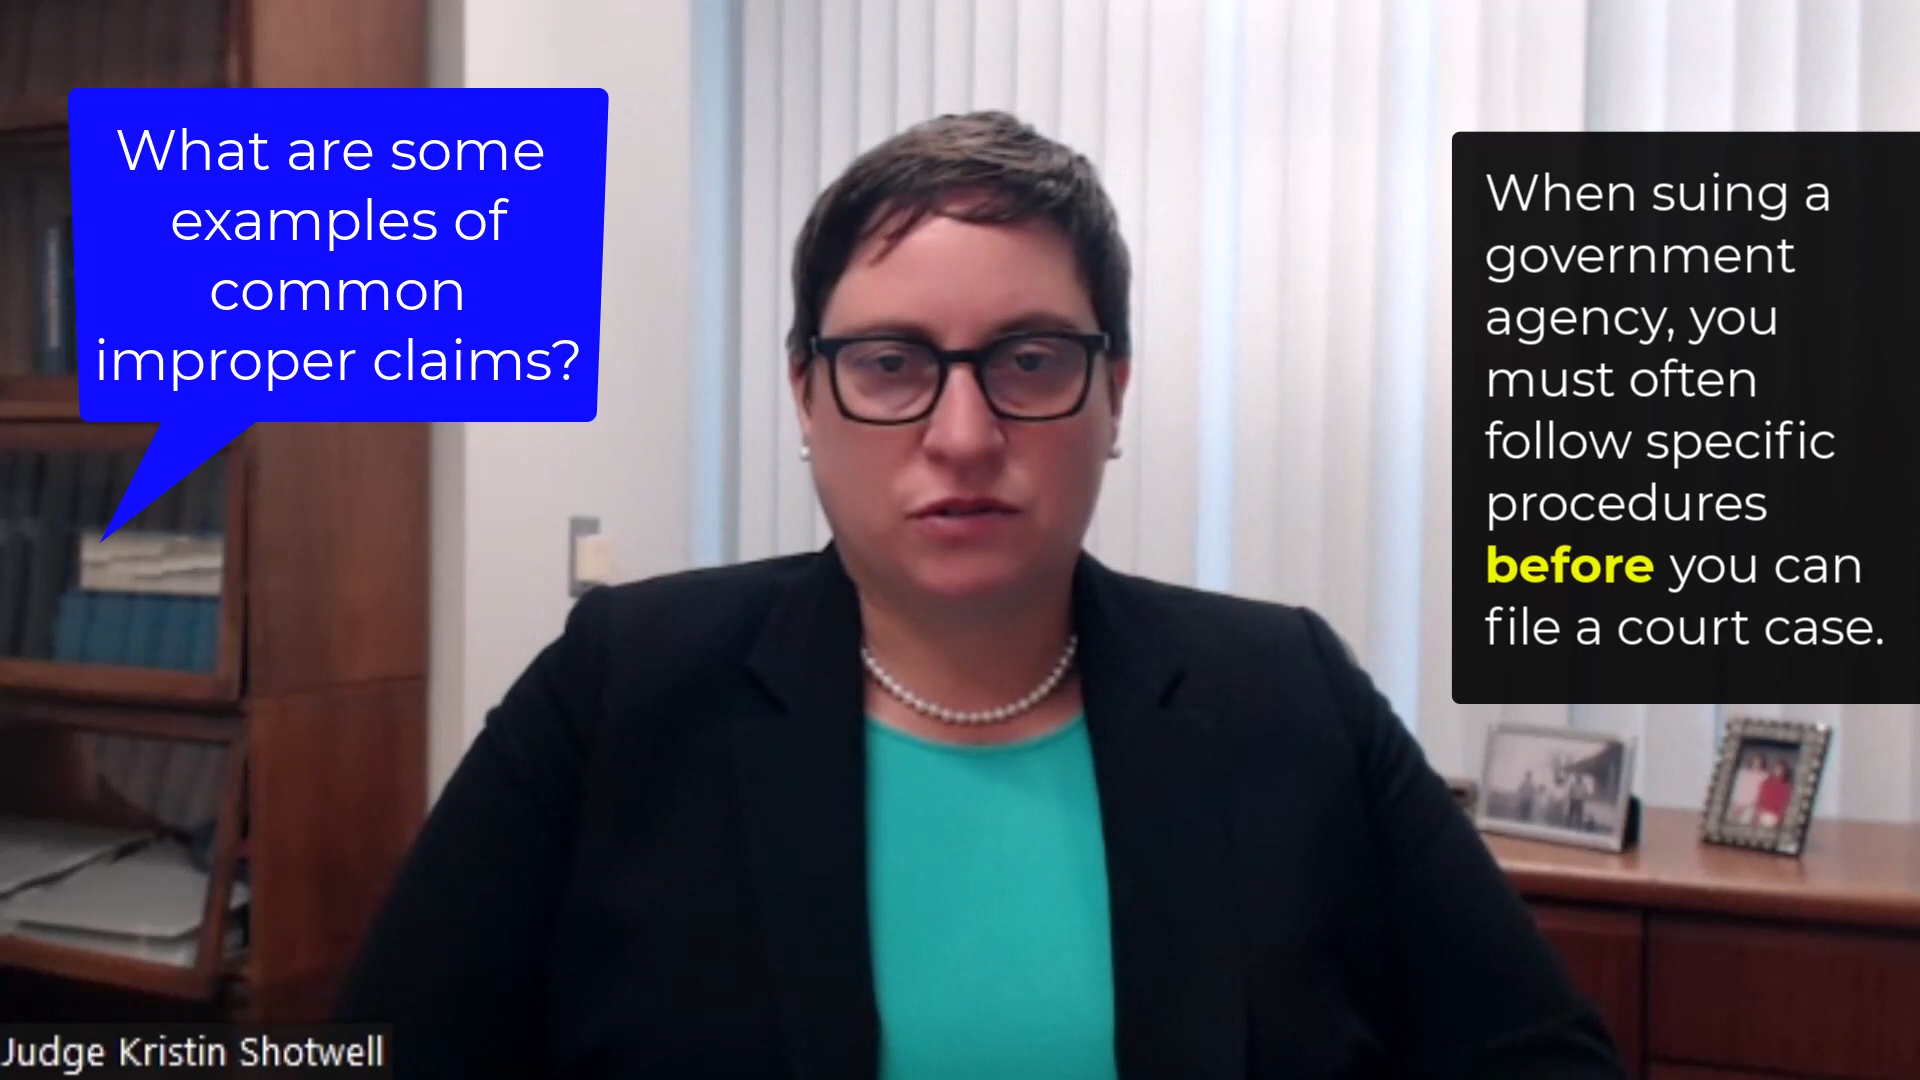 What are some
examples of
common
improper claims?
When suing a
government
agency, you
must often
follow specific
procedures
before you can
file a court case.
Judge Kristin Shotwell